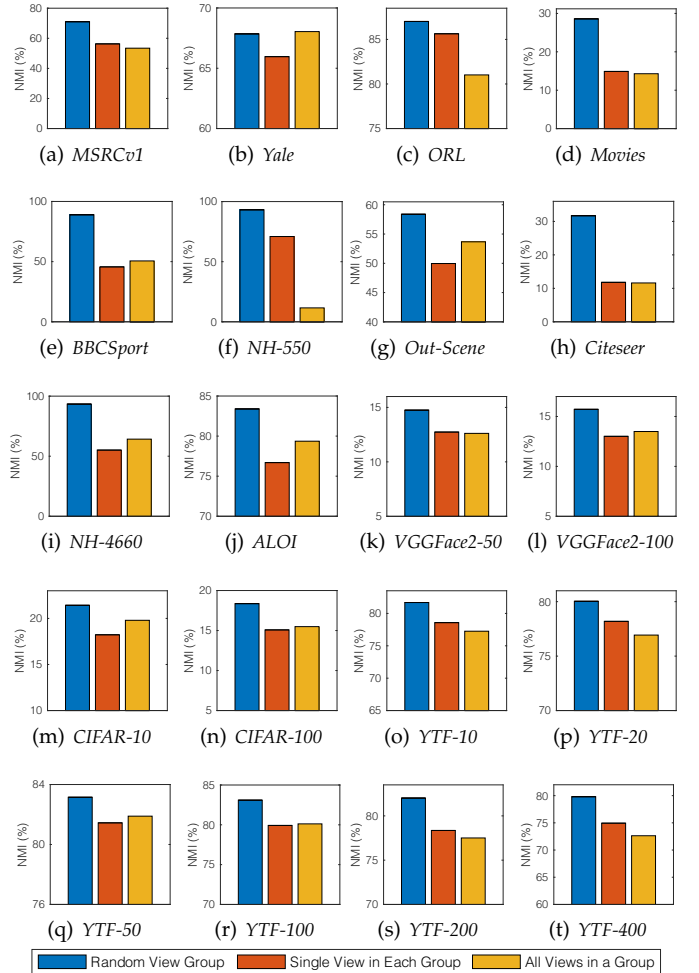 NMI (%) 80 60 40 20 0
NMI (%) 70 65 60
NMI (%) 85 80 75
NMI (%) 30 20 10 0
(a) MSRCv1 (b) Yale (c) ORL (d) Movies
NMI (%) 100 50 0
NMI (%) 100 50 0
NMI (%) 60 55 50 45 40
NMI (%) 30 20 10 0
(e) BBCSport (f) NH-550 (g) Out-Scene (h) Citeseer
NMI (%) 100 50 0
NMI (%) 85 80 75 70
NMI (%) 15 10 5
NMI (%) 15 10 5
(i) NH-4660 (j) ALOI (k) VGGFace2-50 (l) VGGFace2-100
NMI (%) 20 15 10
NMI (%) 20 15 10 5
NMI (%) 80 75 70 65
NMI (%) 80 75 70
(m) CIFAR-10 (n) CIFAR-100 (o) YTF-10 (p) YTF-20
NMI (%) 84 80 76
NMI (%) 85 80 75 70
NMI (%) 80 75 70
NMI (%) 80 75 70 65 60
(q) YTF-50 (r) YTF-100 (s) YTF-200 (t) YTF-400
Random View Group Single View in Each Group All Views in a Group